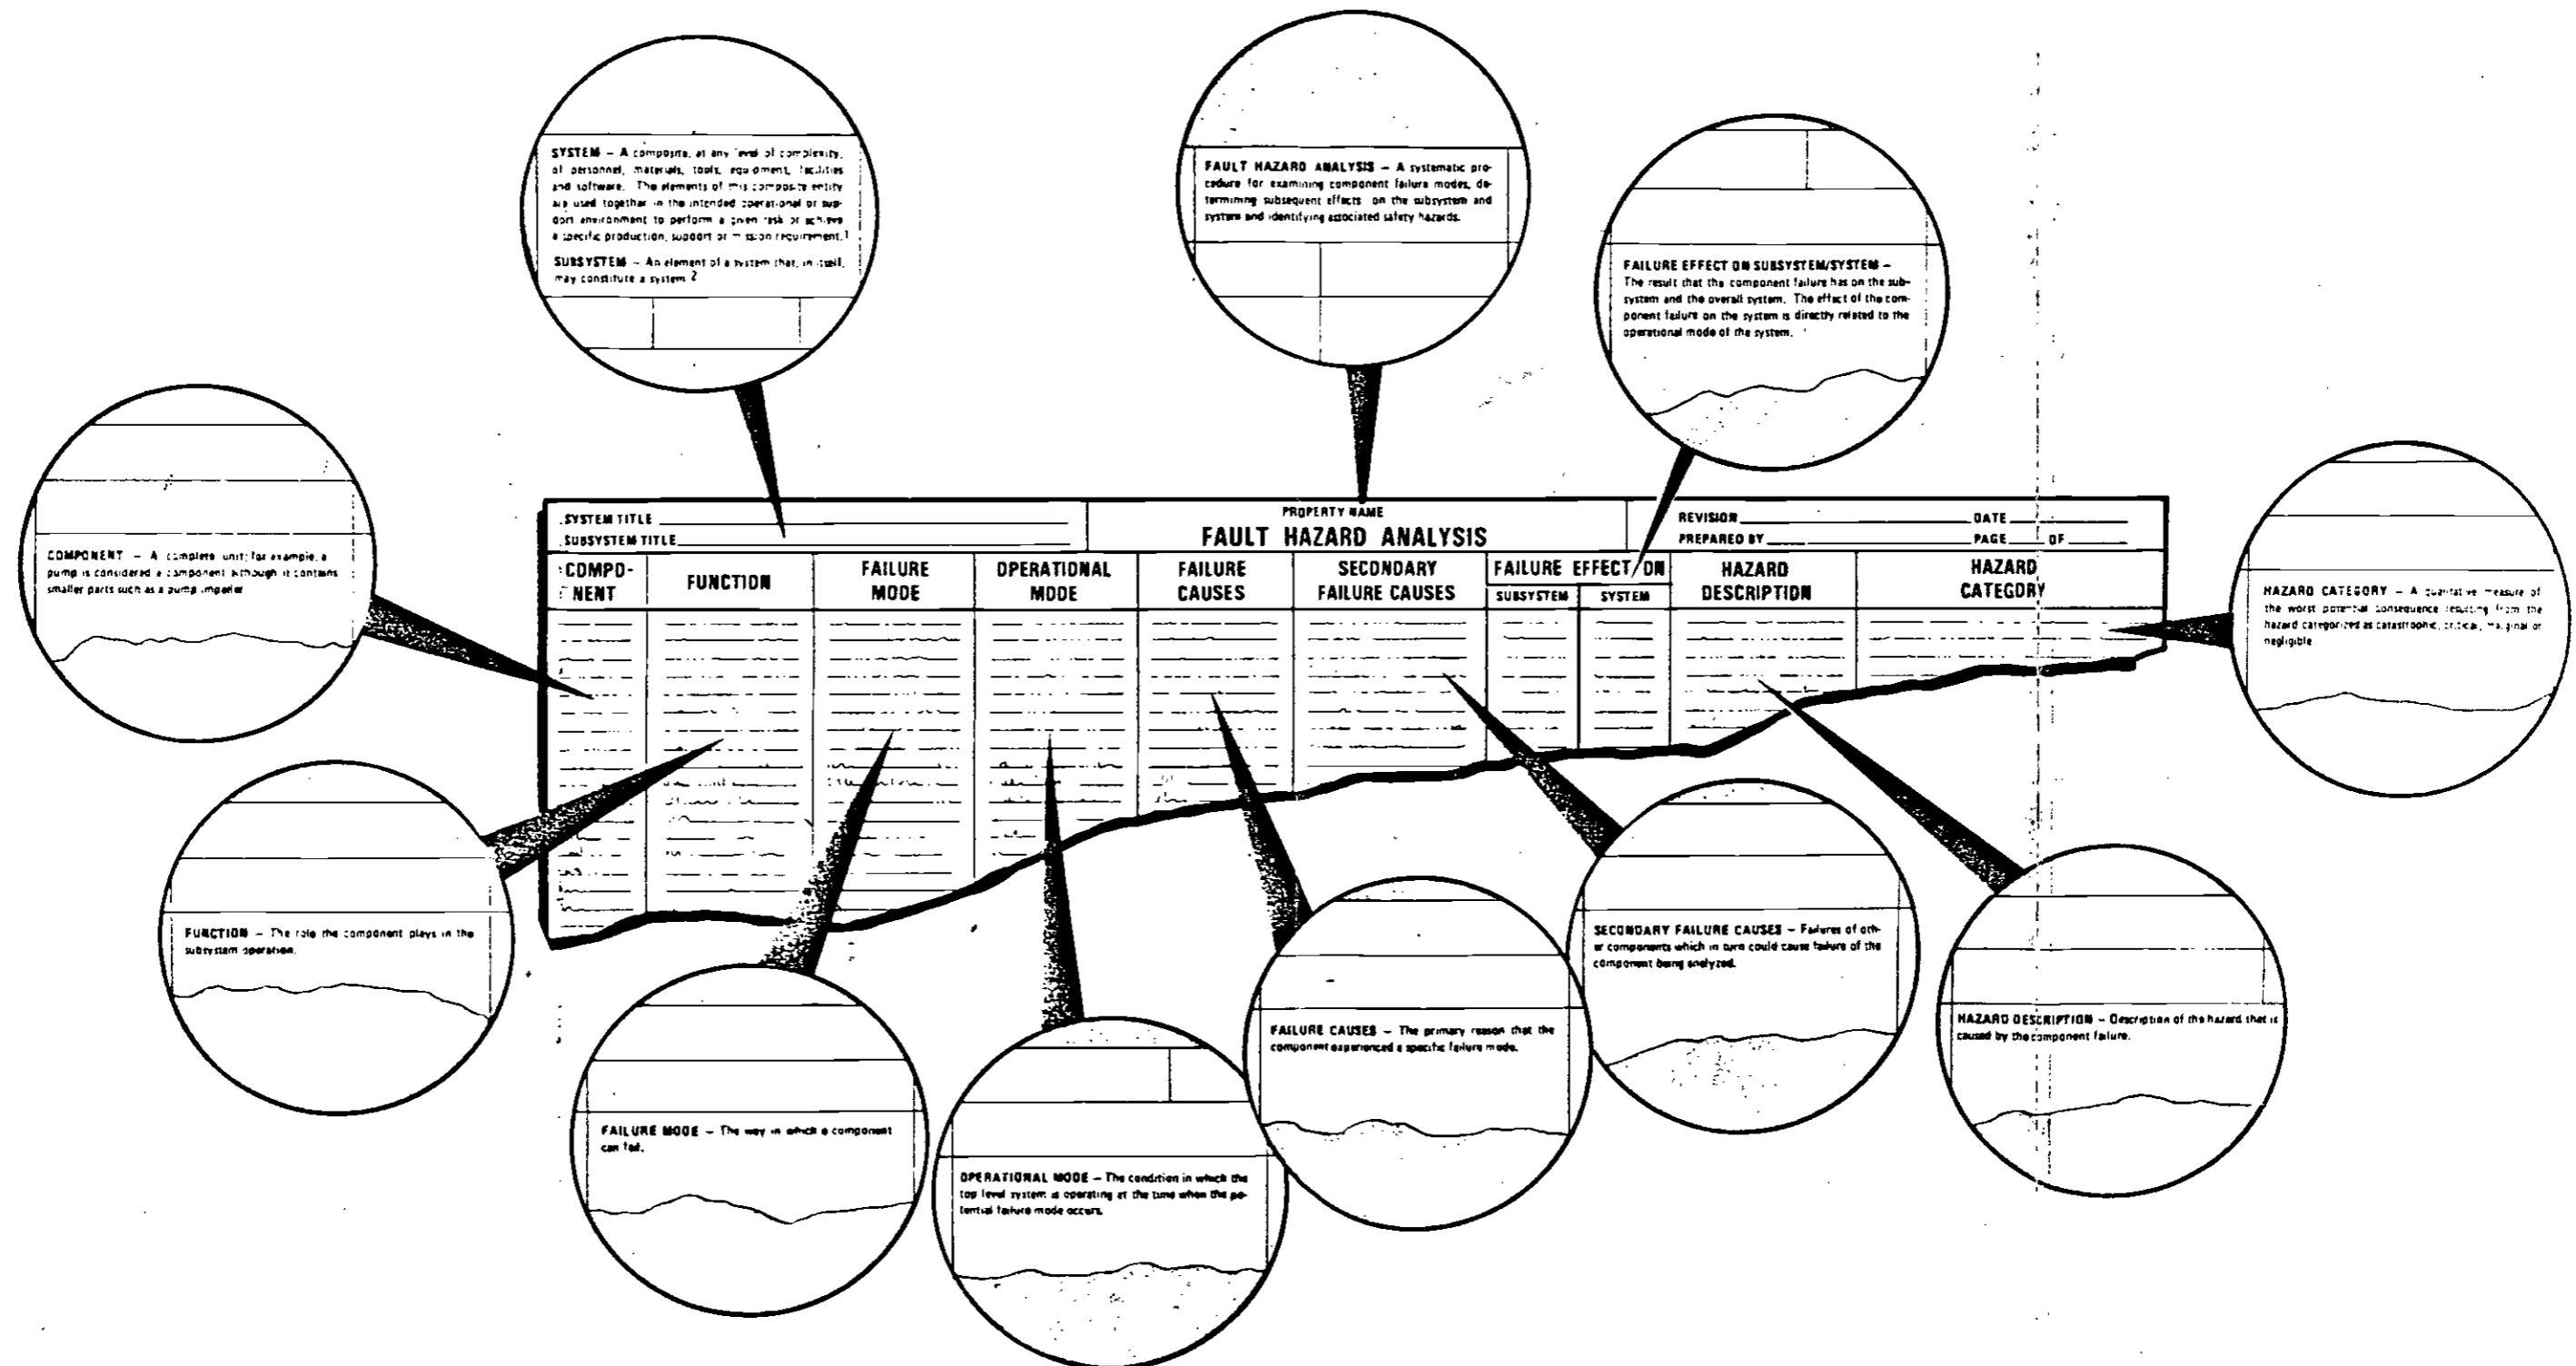 SYSTEM – A composite, at any level of complexity,
of personnel, materials, tools, equipment, facilities
and software. The elements of this composite entity
are used together in the intended operational or sup-
port environment to perform a given task or achieve
a specific production, support or mission requirement.1
SUBSYSTEM – An element of a system that, in itself,
may constitute a system 2
FAULT HAZARD ANALYSIS – A systematic pro-
cedure for examining component failure modes, de-
termining subsequent effects on the subsystem and
system and identifying associated safety hazards.
FAILURE EFFECT ON SUBSYSTEM/SYSTEM –
The result that the component failure has on the sub-
system and the overall system. The effect of the com-
ponent failure on the system is directly related to the
operational mode of the system.
COMPONENT – A complete unit; for example, a
pump is considered a component although it contains
smaller parts such as a pump impeller
SYSTEM TITLE
SUBSYSTEM TITLE
PROPERTY NAME
FAULT HAZARD ANALYSIS
REVISION DATE
PREPARED BY PAGE OF
COMPO-
NENT
FUNCTION
FAILURE
MODE
OPERATIONAL
MODE
FAILURE
CAUSES
SECONDARY
FAILURE CAUSES
FAILURE EFFECT ON
SUBSYSTEM SYSTEM
HAZARD
DESCRIPTION
HAZARD
CATEGORY
HAZARD CATEGORY – A qualitative measure of
the worst potential consequence resulting from the
hazard categorized as catastrophic, critical, marginal or
negligible
FUNCTION – The role the component plays in the
subsystem operation.
FAILURE MODE – The way in which a component
can fail.
OPERATIONAL MODE – The condition in which the
top level system is operating at the time when the po-
tential failure mode occurs.
FAILURE CAUSES – The primary reason that the
component experienced a specific failure mode.
SECONDARY FAILURE CAUSES – Failures of oth-
er components which in turn could cause failure of the
component being analyzed.
HAZARD DESCRIPTION – Description of the hazard that is
caused by the component failure.